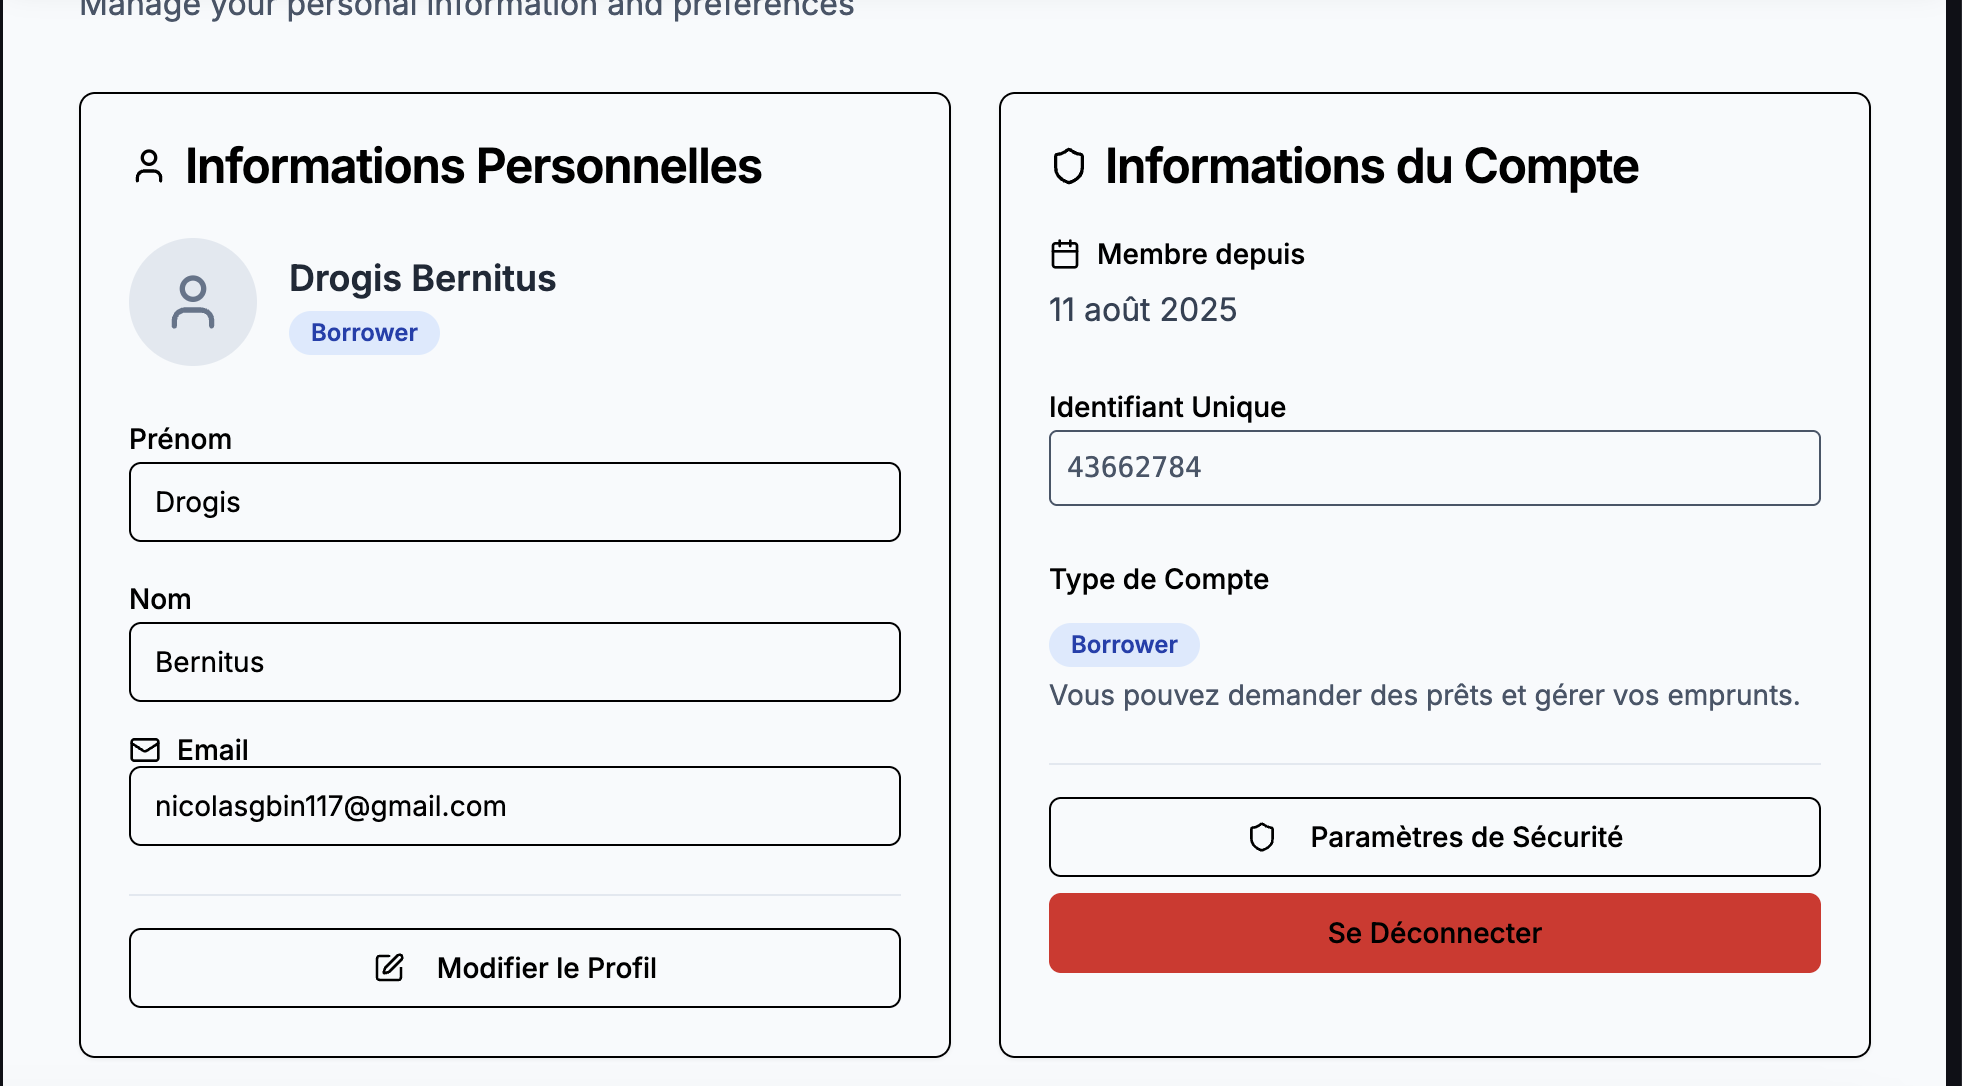 Manage your personal information and preferences
Informations Personnelles
Drogis Bernitus
Borrower
Prénom
Drogis
Nom
Bernitus
Email
nicolasgbin117@gmail.com
Modifier le Profil
Informations du Compte
Membre depuis
11 août 2025
Identifiant Unique
43662784
Type de Compte
Borrower
Vous pouvez demander des prêts et gérer vos emprunts.
Paramètres de Sécurité
Se Déconnecter